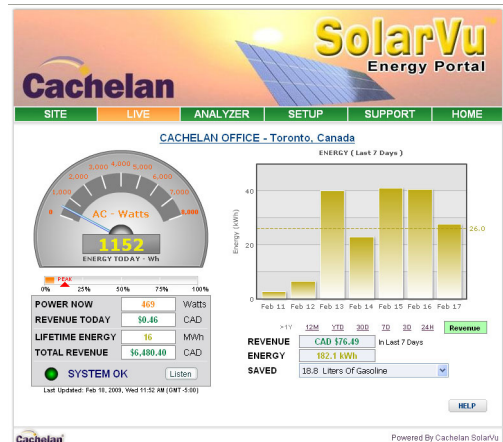 SolarVu
Energy Portal
Cachelan
SITE LIVE ANALYZER SETUP SUPPORT HOME
CACHELAN OFFICE - Toronto, Canada
0 1,000 2,000 3,000 4,000 5,000 6,000 7,000 8,000
AC - Watts
1152
ENERGY TODAY - Wh
PEAK
0% 25% 50% 75% 100%
POWER NOW 469 Watts
REVENUE TODAY $0.46 CAD
LIFETIME ENERGY 16 MWh
TOTAL REVENUE $6,480.40 CAD
SYSTEM OK Listen
Last Updated: Feb 18, 2009, Wed 11:52 AM (GMT -5:00)
ENERGY ( Last 7 Days )
Energy (kWh)
40
26.0
20
0
Feb 11 Feb 12 Feb 13 Feb 14 Feb 15 Feb 16 Feb 17
>1Y 12M YTD 30D 7D 3D 24H Revenue
REVENUE CAD $76.49 In Last 7 Days
ENERGY 182.1 kWh
SAVED 18.8 Liters Of Gasoline
HELP
Cachelan
Powered By Cachelan SolarVu